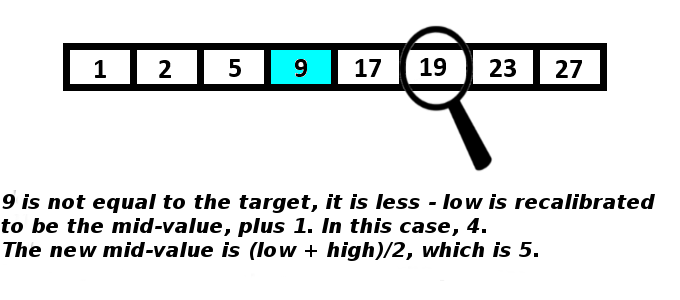 1 2 5 9 17 19 23 27
9 is not equal to the target, it is less - low is recalibrated
to be the mid-value, plus 1. In this case, 4.
The new mid-value is (low + high)/2, which is 5.